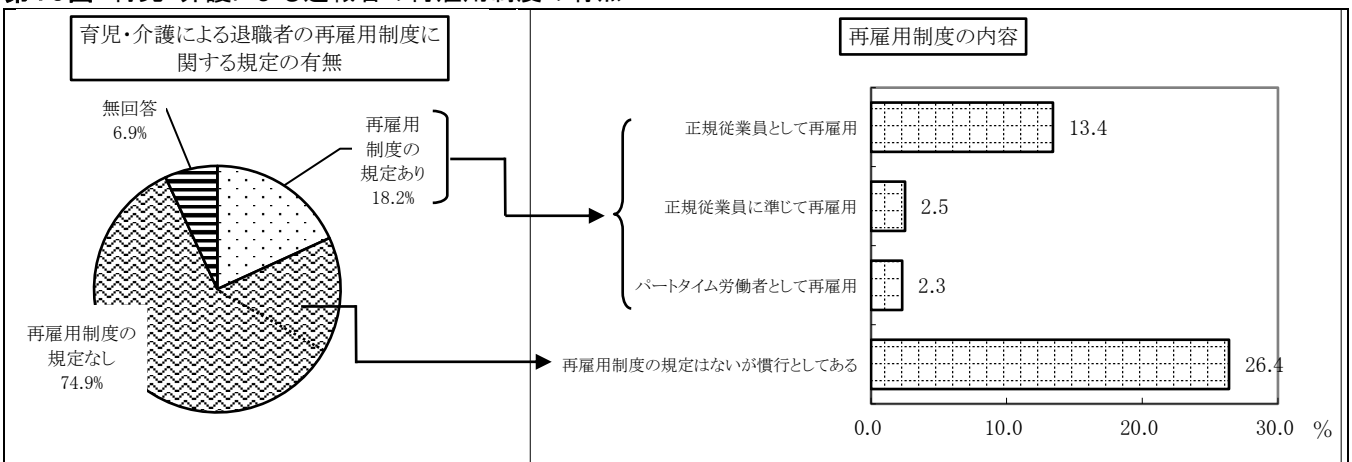 育児・介護による退職者の再雇用制度に
関する規定の有無
無回答
6.9%
再雇用
制度の
規定あり
18.2%
再雇用制度の
規定なし
74.9%
再雇用制度の内容
正規従業員として再雇用
13.4
正規従業員に準じて再雇用
2.5
パートタイム労働者として再雇用
2.3
再雇用制度の規定はないが慣行としてある
26.4
0.0
10.0
20.0
30.0
%